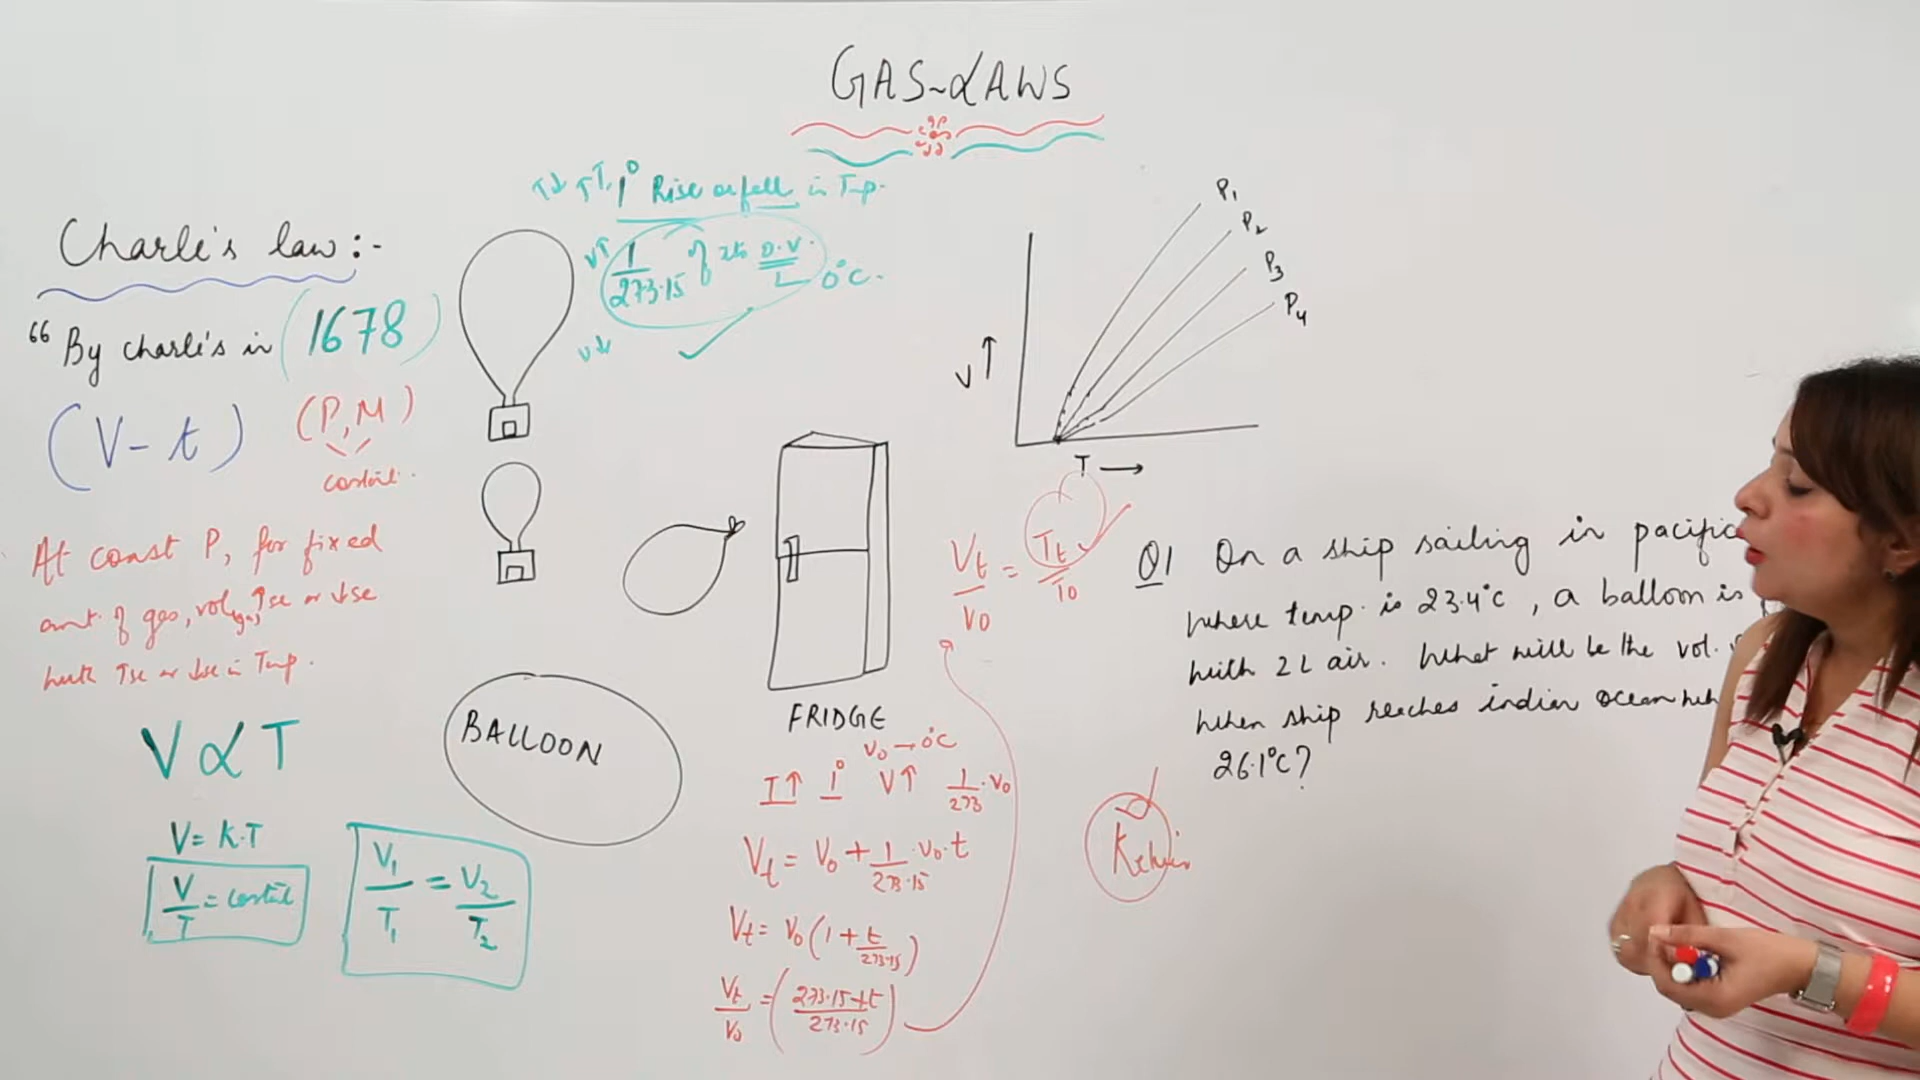 GAS~LAWS
Charle's law:-
"By Charle's in (1678)
(V-t) (P,M)
At const P, for fixed
amt. of gas, vol ↑se or ↓se
with ↑se or ↓se in Temp.
V ∝ T
V = K.T
V/T =
V1/T1 = V2/T2
T↓ ↑T, 1° Rise or fall in Temp.
V↑ 1/273.15 of its O.V.
0°C.
V↓
BALLOON
FRIDGE
V0 → 0°C
T↑ 1° V↑ 1/273 · V0
Vt = V0 + 1/273.15 · V0 · t
Vt = V0 (1 + t/273.15)
Vt/V0 = (273.15+t/273.15)
P1
P2
P3
P4
V↑
T →
Vt/V0 = Tt/T0
Q1 On a ship sailing in pacific
where temp. is 23.4°C, a balloon is
with 2L air. What will be the vol.
when ship reaches indian ocean
26.1°C?
Kelvin